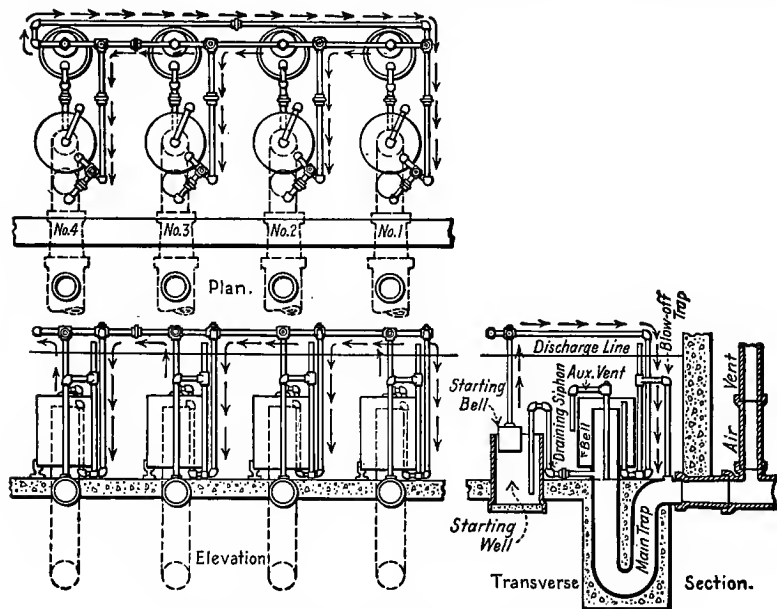 No.4 No.3 No.2 No.1
Plan.
Elevation
Blow-off Trap
Discharge Line
Starting Bell
Draining Siphon
Aux. Vent
Bell
Air Vent
Starting Well
Main Trap
Transverse Section.